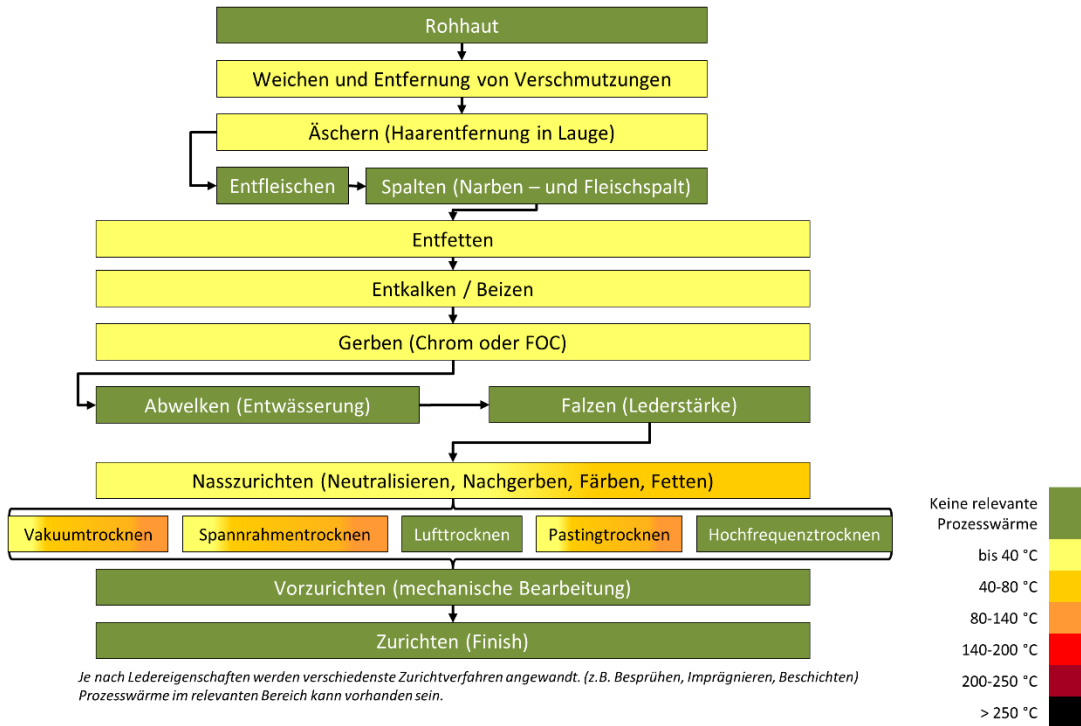 Rohhaut
Weichen und Entfernung von Verschmutzungen
Äschern (Haarentfernung in Lauge)
Entfleischen
Spalten (Narben – und Fleischspalt)
Entfetten
Entkalken / Beizen
Gerben (Chrom oder FOC)
Abwelken (Entwässerung)
Falzen (Lederstärke)
Nasszurichten (Neutralisieren, Nachgerben, Färben, Fetten)
Vakuumtrocknen
Spannrahmentrocknen
Lufttrocknen
Pastingtrocknen
Hochfrequenztrocknen
Vorzurichten (mechanische Bearbeitung)
Zurichten (Finish)
Je nach Ledereigenschaften werden verschiedenste Zurichtverfahren angewandt. (z.B. Besprühen, Imprägnieren, Beschichten)
Prozesswärme im relevanten Bereich kann vorhanden sein.
Keine relevante
Prozesswärme
bis 40 °C
40-80 °C
80-140 °C
140-200 °C
200-250 °C
> 250 °C